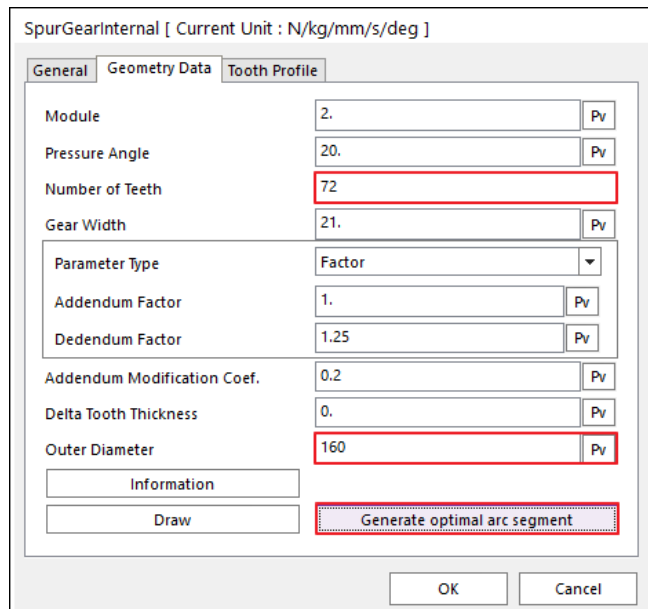 SpurGearInternal [ Current Unit : N/kg/mm/s/deg ]
General Geometry Data Tooth Profile
Module 2. Pv
Pressure Angle 20. Pv
Number of Teeth 72
Gear Width 21. Pv
Parameter Type Factor
Addendum Factor 1. Pv
Dedendum Factor 1.25 Pv
Addendum Modification Coef. 0.2 Pv
Delta Tooth Thickness 0. Pv
Outer Diameter 160 Pv
Information
Draw Generate optimal arc segment
OK Cancel